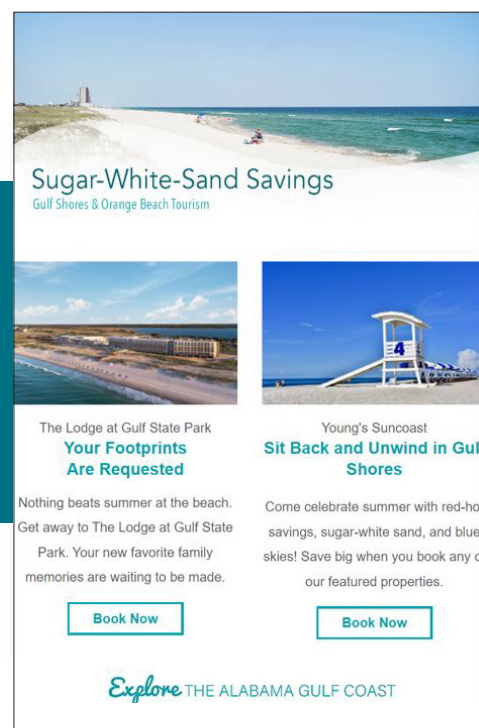 Sugar-White-Sand Savings
Gulf Shores & Orange Beach Tourism
The Lodge at Gulf State Park
Your Footprints
Are Requested
Nothing beats summer at the beach.
Get away to The Lodge at Gulf State
Park. Your new favorite family
memories are waiting to be made.
Book Now
4
Young's Suncoast
Sit Back and Unwind in Gul
Shores
Come celebrate summer with red-ho
savings, sugar-white sand, and blue
skies! Save big when you book any o
our featured properties.
Book Now
Explore THE ALABAMA GULF COAST